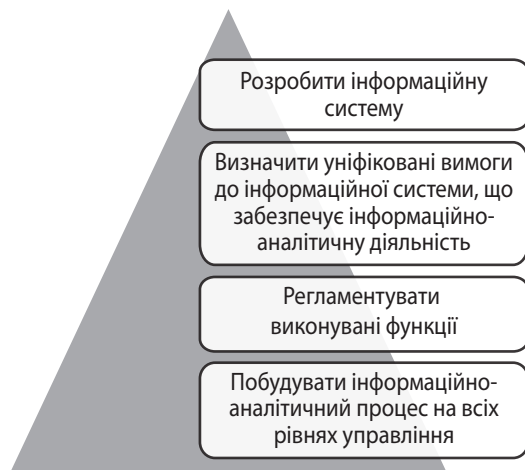 Розробити інформаційну
систему
Визначити уніфіковані вимоги
до інформаційної системи, що
забезпечує інформаційно-
аналітичну діяльність
Регламентувати
виконувані функції
Побудувати інформаційно-
аналітичний процес на всіх
рівнях управління